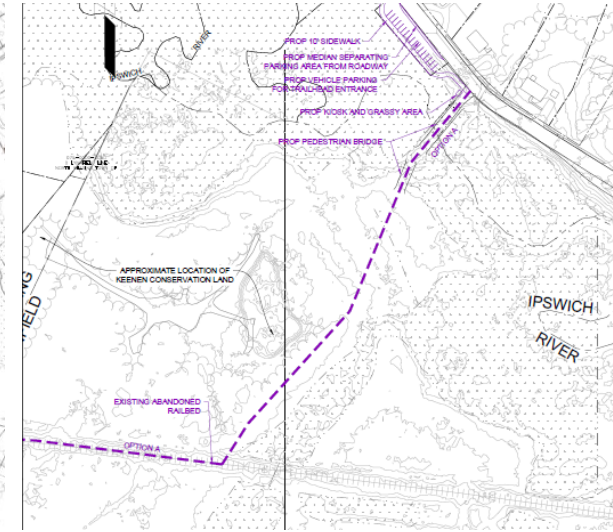 PROP 10' SIDEWALK
PROP MEDIAN SEPARATING
PARKING AREA FROM ROADWAY
PROP VEHICLE PARKING
FOR TRAILHEAD ENTRANCE
PROP KIOSK AND GRASSY AREA
PROP PEDESTRIAN BRIDGE
OPTION A
RIVER
IPSWICH
APPROXIMATE LOCATION OF
KEENEN CONSERVATION LAND
NG
FIELD
IPSWICH
RIVER
EXISTING ABANDONED
RAILBED
OPTION A